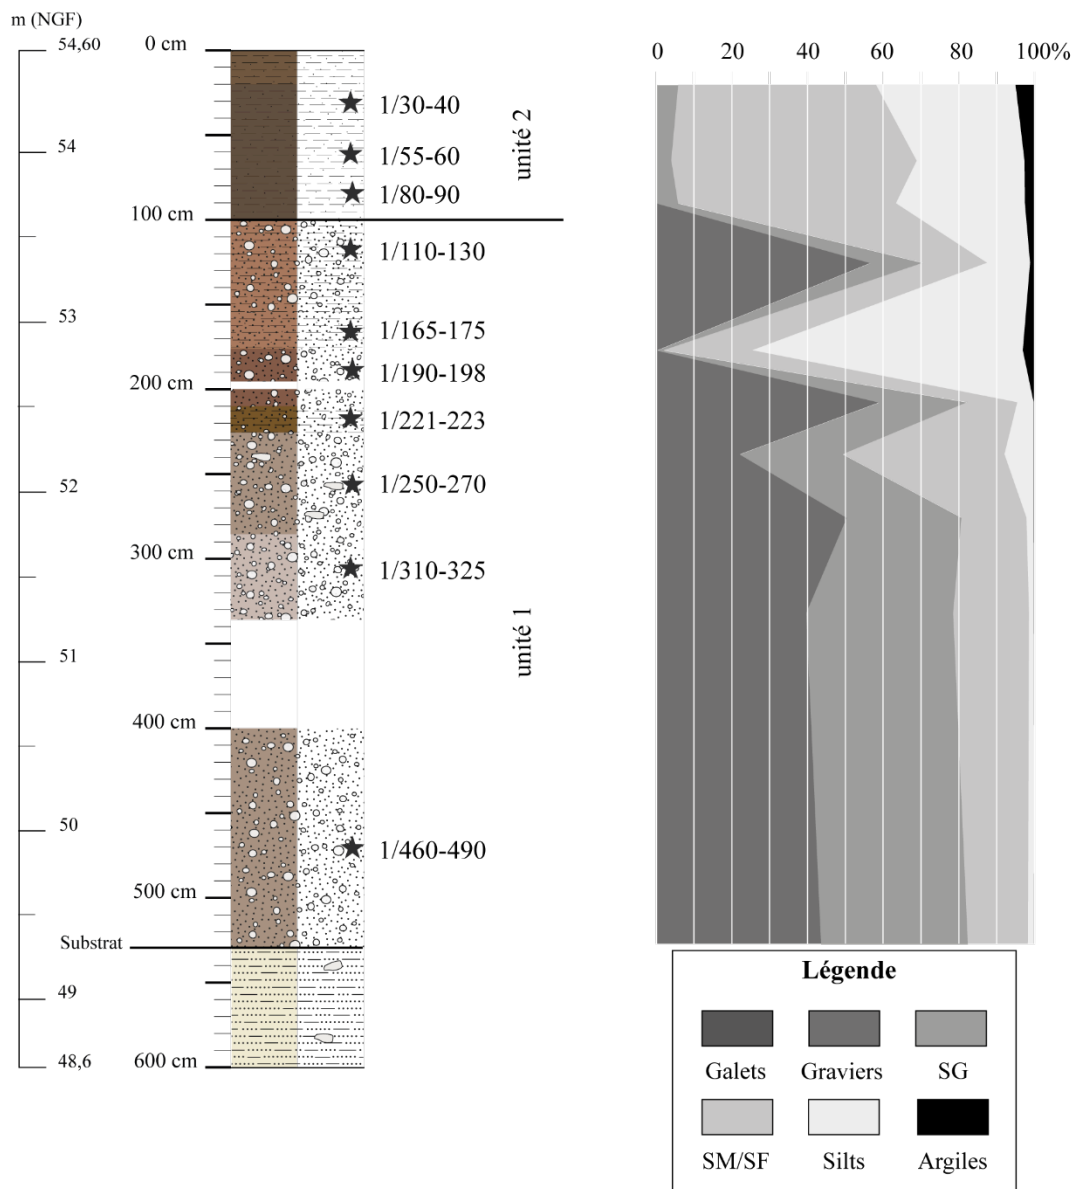 m (NGF)
54,60
54
53
52
51
50
Substrat
49
48,6
0 cm
100 cm
200 cm
300 cm
400 cm
500 cm
600 cm
1/30-40
1/55-60
1/80-90
1/110-130
1/165-175
1/190-198
1/221-223
1/250-270
1/310-325
1/460-490
unité 2
unité 1
0 20 40 60 80 100%
Légende
Galets Graviers SG
SM/SF Silts Argiles